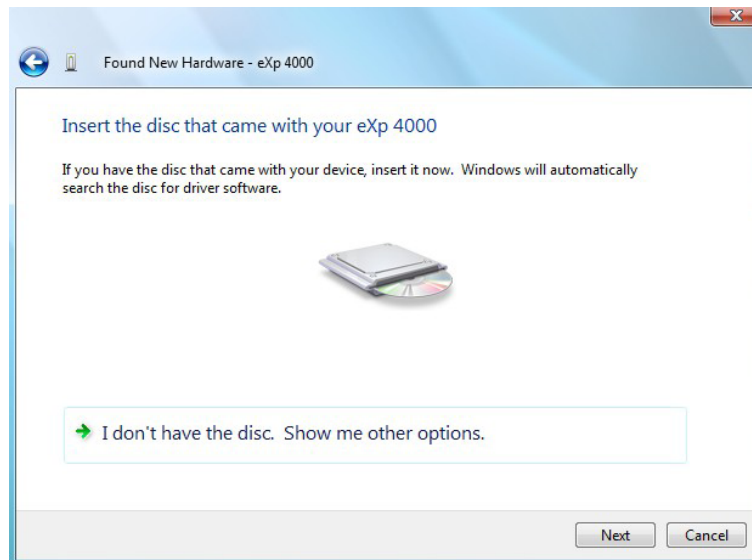 Found New Hardware - eXp 4000
Insert the disc that came with your eXp 4000
If you have the disc that came with your device, insert it now.  Windows will automatically
search the disc for driver software.
I don't have the disc.  Show me other options.
Next
Cancel